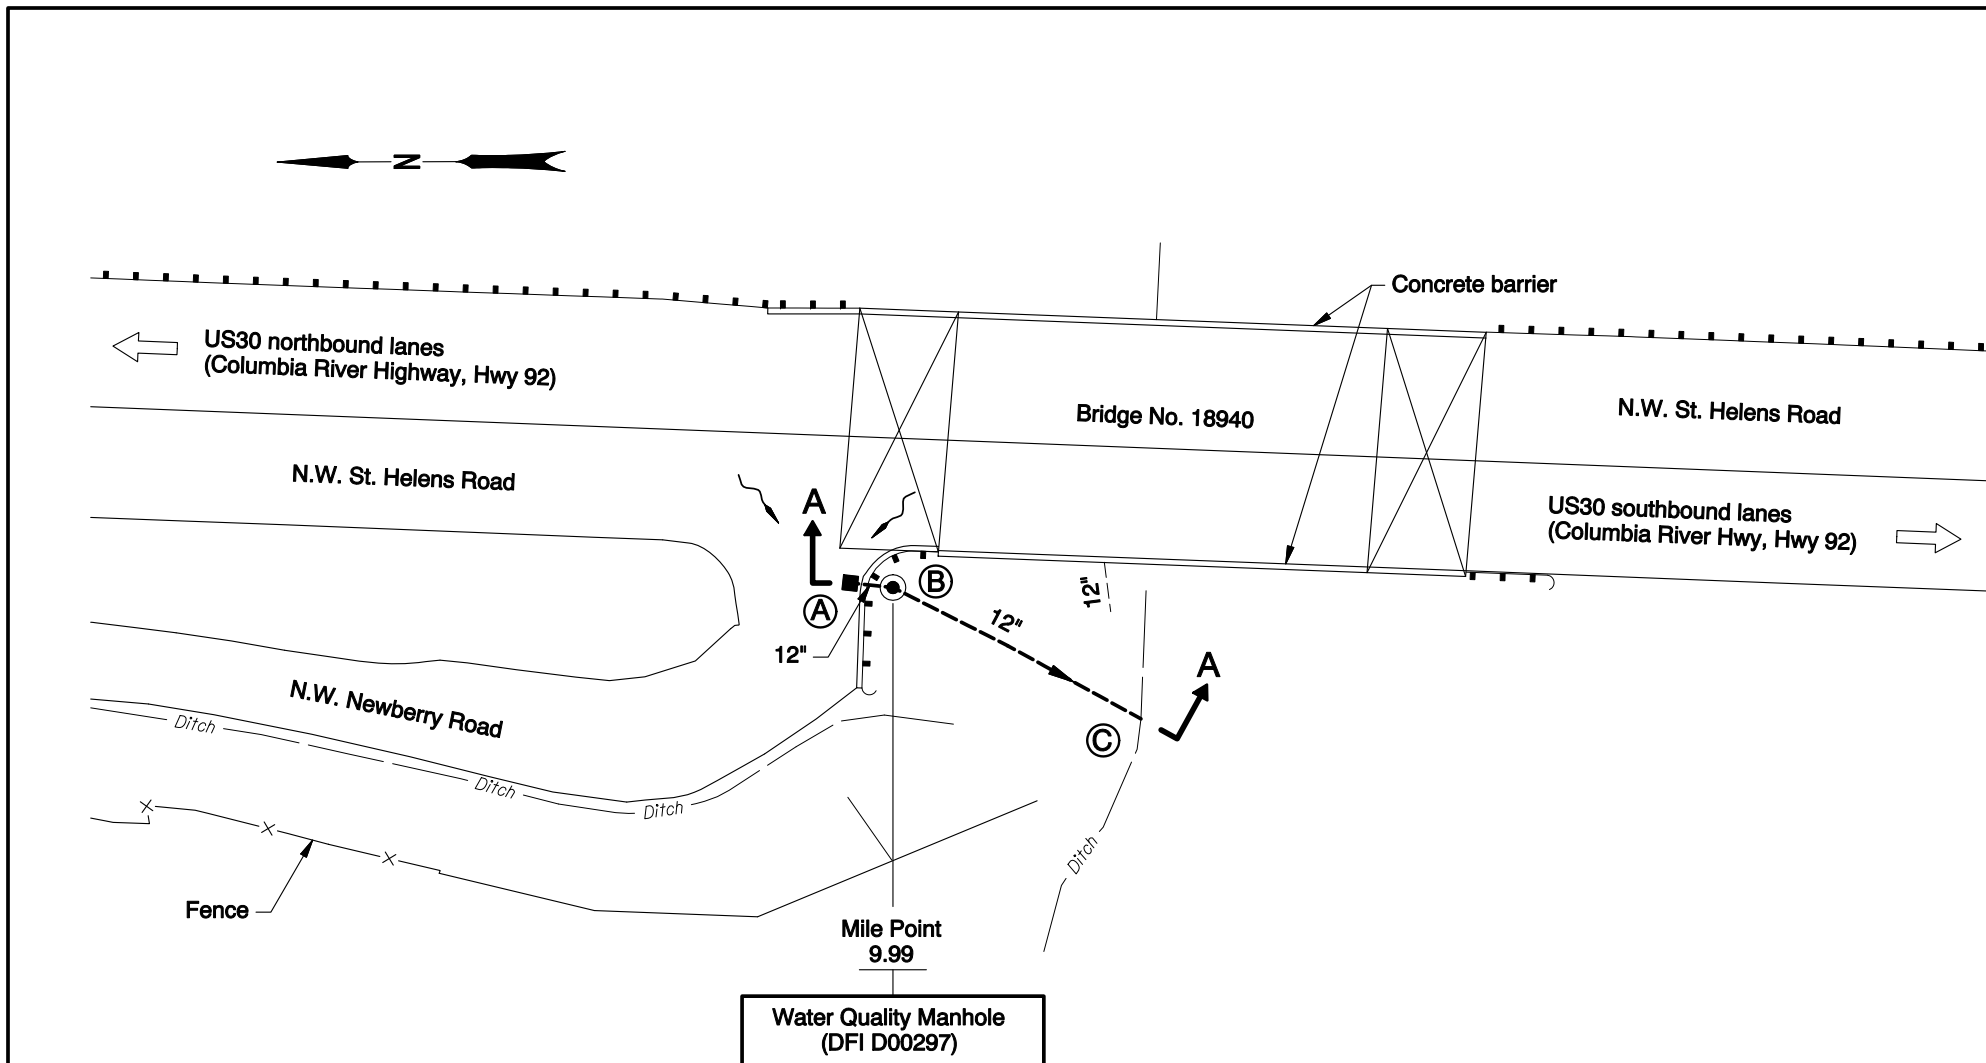 N
Concrete barrier
US30 northbound lanes
(Columbia River Highway, Hwy 92)
Bridge No. 18940
N.W. St. Helens Road
N.W. St. Helens Road
A
US30 southbound lanes
(Columbia River Hwy, Hwy 92)
B
A
12"
12"
12"
A
N.W. Newberry Road
Ditch
C
Ditch
Ditch
Ditch
Fence
Mile Point
9.99
Water Quality Manhole
(DFI D00297)